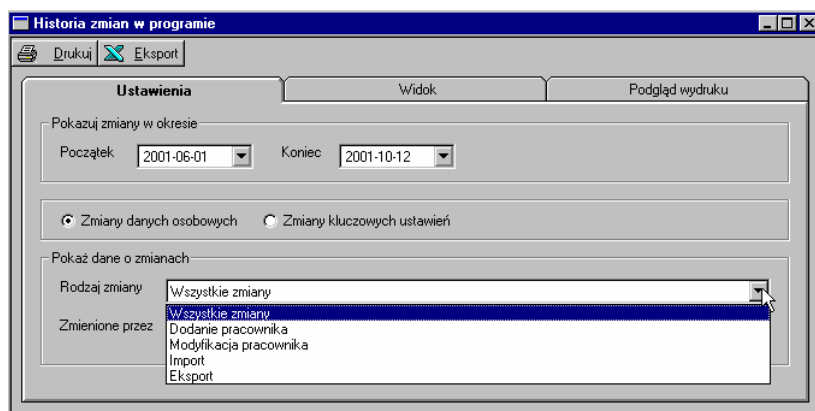 Historia zmian w programie
Drukuj Eksport
Ustawienia Widok Podgląd wydruku
Pokazuj zmiany w okresie
Początek 2001-06-01 Koniec 2001-10-12
Zmiany danych osobowych Zmiany kluczowych ustawień
Pokaż dane o zmianach
Rodzaj zmiany Wszystkie zmiany
Wszystkie zmiany
Zmienione przez Dodanie pracownika
Modyfikacja pracownika
Import
Eksport